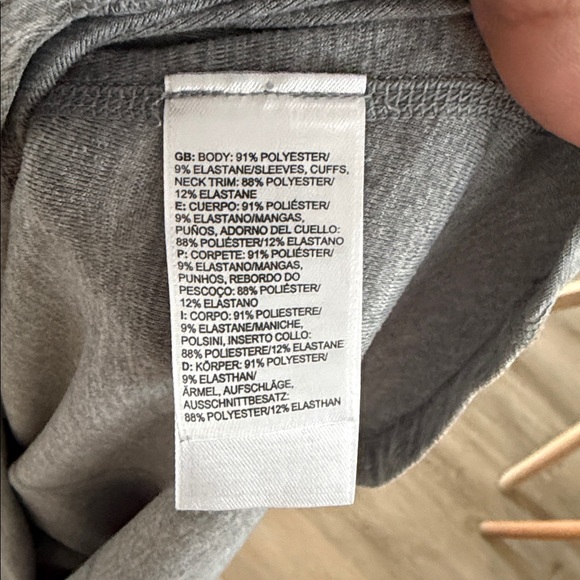 GB: BODY: 91% POLYESTER/
9% ELASTANE/SLEEVES, CUFFS,
NECK TRIM: 88% POLYESTER/
12% ELASTANE
E: CUERPO: 91% POLIÉSTER/
9% ELASTANO/MANGAS,
PUÑOS, ADORNO DEL CUELLO:
88% POLIÉSTER/12% ELASTANO
P: CORPETE: 91% POLIÉSTER/
9% ELASTANO/MANGAS,
PUNHOS, REBORDO DO
PESCOÇO: 88% POLIÉSTER/
12% ELASTANO
I: CORPO: 91% POLIESTERE/
9% ELASTANE/MANICHE,
POLSINI, INSERTO COLLO:
88% POLIESTERE/12% ELASTANE
D: KÖRPER: 91% POLYESTER/
9% ELASTHAN/
ÄRMEL, AUFSCHLÄGE,
AUSSCHNITTBESATZ:
88% POLYESTER/12% ELASTHAN